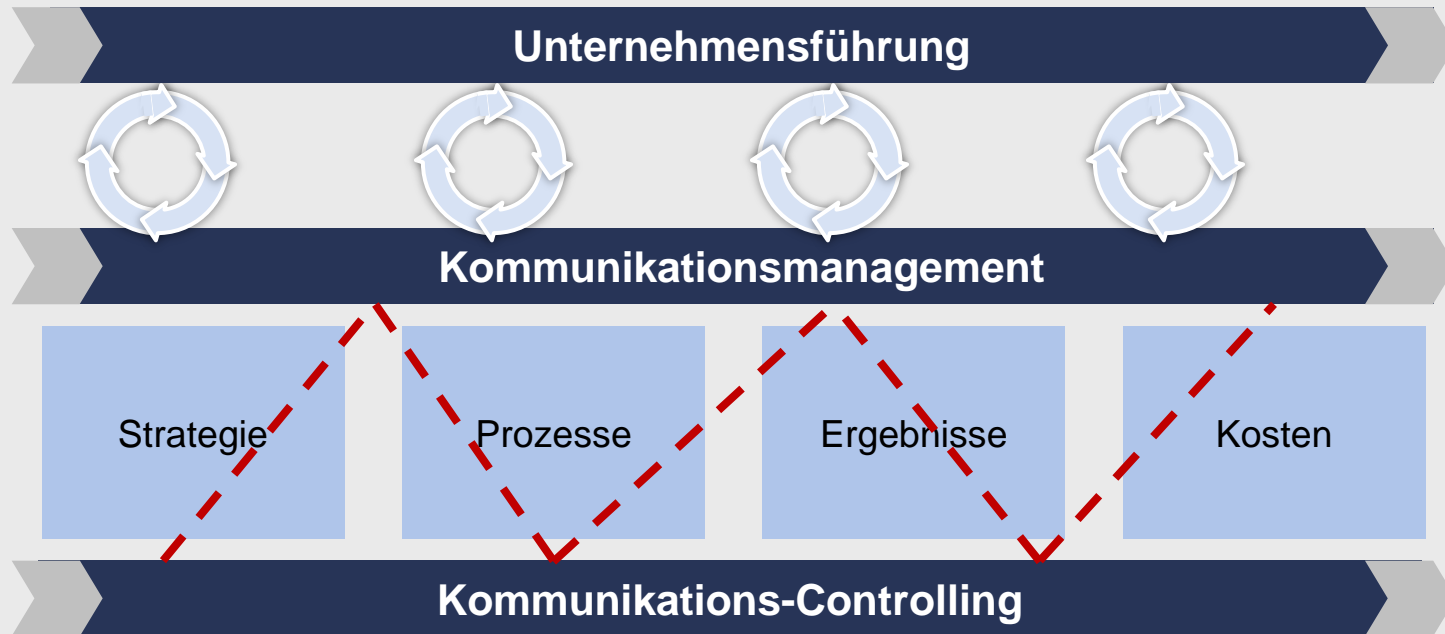 Unternehmensführung
Kommunikationsmanagement
Strategie Prozesse Ergebnisse Kosten
Kommunikations-Controlling